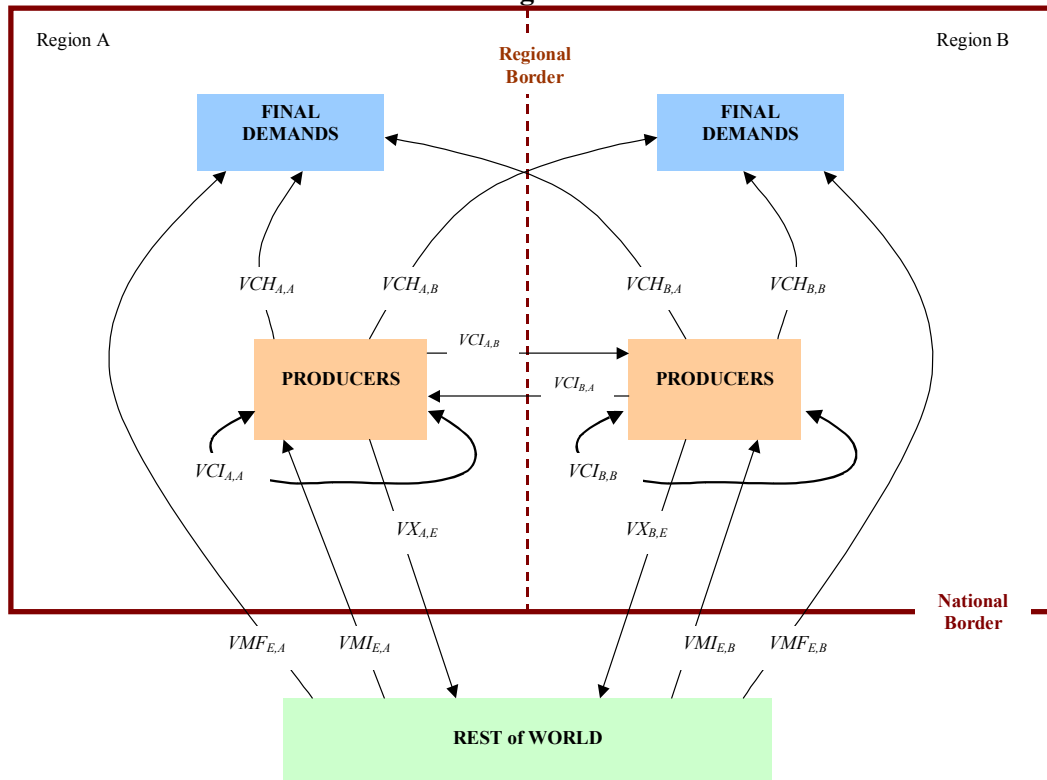 g
Region A
Region B
Regional
Border
FINAL
DEMANDS
FINAL
DEMANDS
VCH_{A,A}
VCH_{A,B}
VCH_{B,A}
VCH_{B,B}
VCI_{A,B}
PRODUCERS
PRODUCERS
VCI_{B,A}
VCI_{A,A}
VCI_{B,B}
VX_{A,E}
VX_{B,E}
National
Border
VMF_{E,A}
VMI_{E,A}
VMI_{E,B}
VMF_{E,B}
REST of WORLD